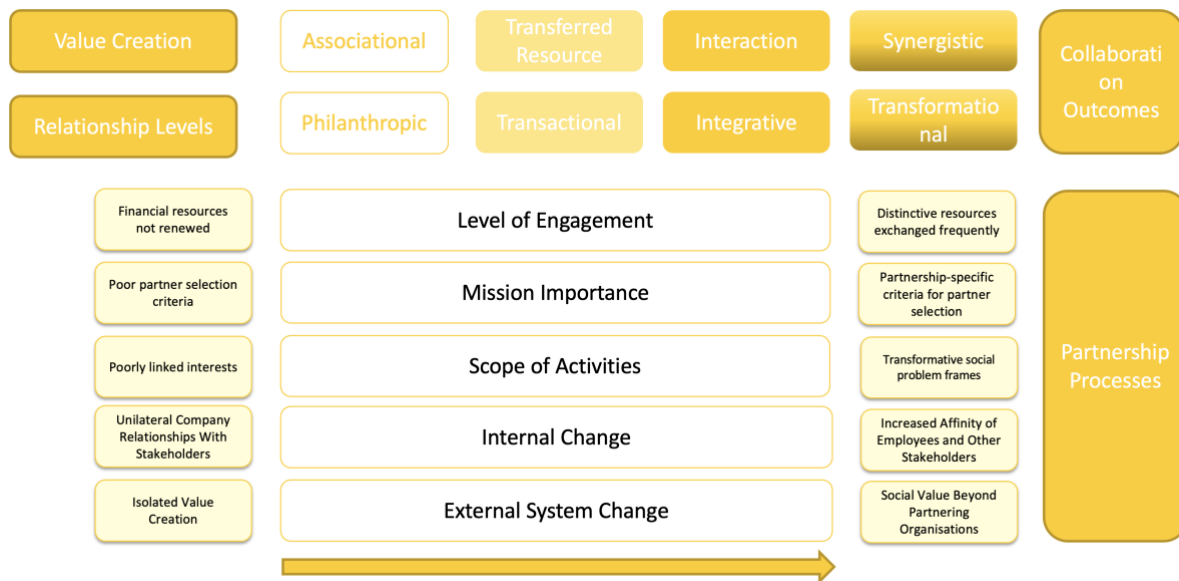 Value Creation
Associational
Transferred
Resource
Interaction
Synergistic
Collaborati
on
Outcomes
Relationship Levels
Philanthropic
Transactional
Integrative
Transformatio
nal
Financial resources
not renewed
Level of Engagement
Distinctive resources
exchanged frequently
Poor partner selection
criteria
Mission Importance
Partnership-specific
criteria for partner
selection
Poorly linked interests
Scope of Activities
Transformative social
problem frames
Partnership
Processes
Unilateral Company
Relationships With
Stakeholders
Internal Change
Increased Affinity of
Employees and Other
Stakeholders
Isolated Value
Creation
External System Change
Social Value Beyond
Partnering
Organisations